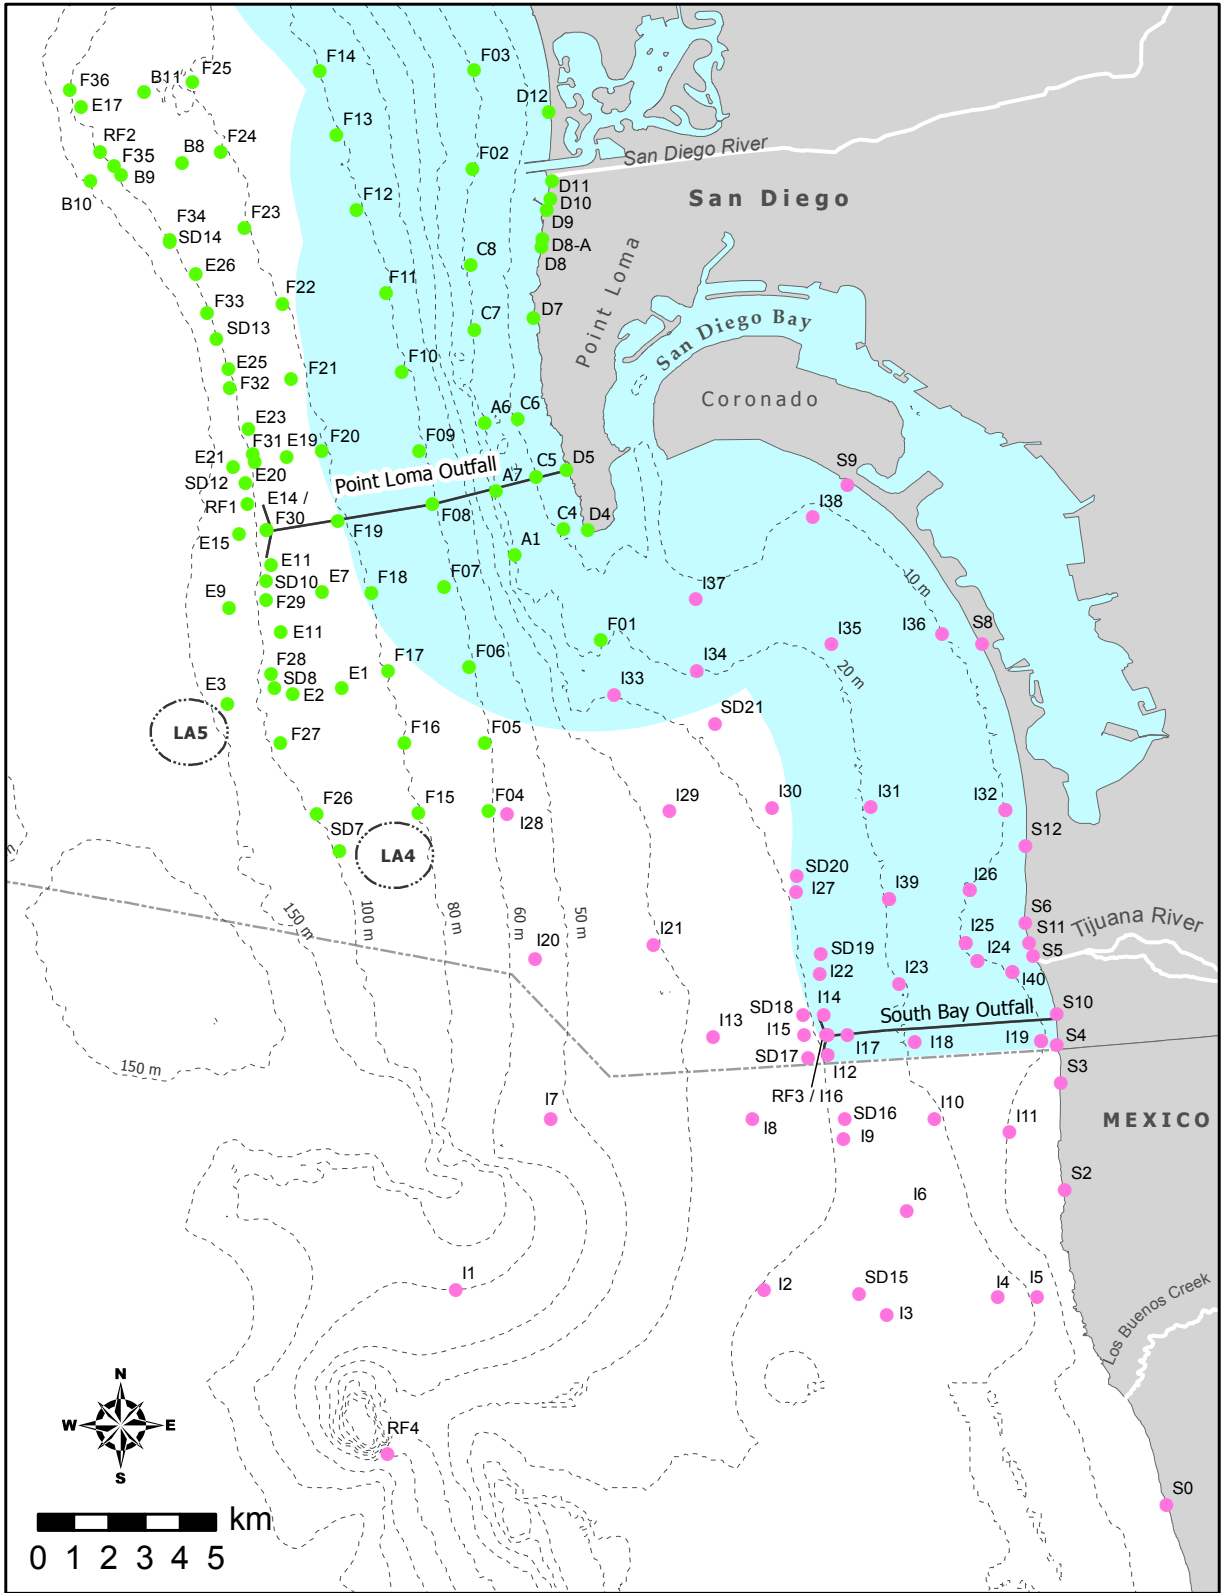 F14
F03
F36
B11
F25
E17
D12
F13
RF2
B8
F24
San Diego River
F35
F02
B9
B10
D11
San Diego
D10
F12
D9
F34
F23
SD14
D8-A
C8
D8
E26
F11
F22
F33
D7
Point Loma
San Diego Bay
SD13
C7
E25
F10
F21
F32
Coronado
A6
C6
E23
F31
E19
F20
F09
E21
E20
Point Loma Outfall
D5
S9
SD12
A7
C5
RF1
E14 /
I38
F30
F19
F08
C4
D4
E15
A1
E11
SD10
E7
F18
F07
I37
10 m
F29
E9
E11
F01
I35
I36
S8
F28
F17
F06
I34
20 m
SD8
E1
I33
E3
E2
SD21
LA5
F27
F16
F05
F26
F15
F04
I29
I30
I31
I32
I28
SD7
LA4
S12
SD20
I27
I39
I26
150 m
100 m
80 m
60 m
50 m
S6
Tijuana River
I20
I21
I25
S11
SD19
I24
S5
I22
I23
I40
SD18
I14
South Bay Outfall
S10
I13
I15
I17
I18
I19
S4
SD17
I12
150 m
S3
RF3 / I16
I7
I8
SD16
I10
I11
MEXICO
I9
S2
I6
I1
I2
SD15
I4
I5
I3
Los Buenos Creek
N
W
E
S
RF4
S0
km
0 1 2 3 4 5